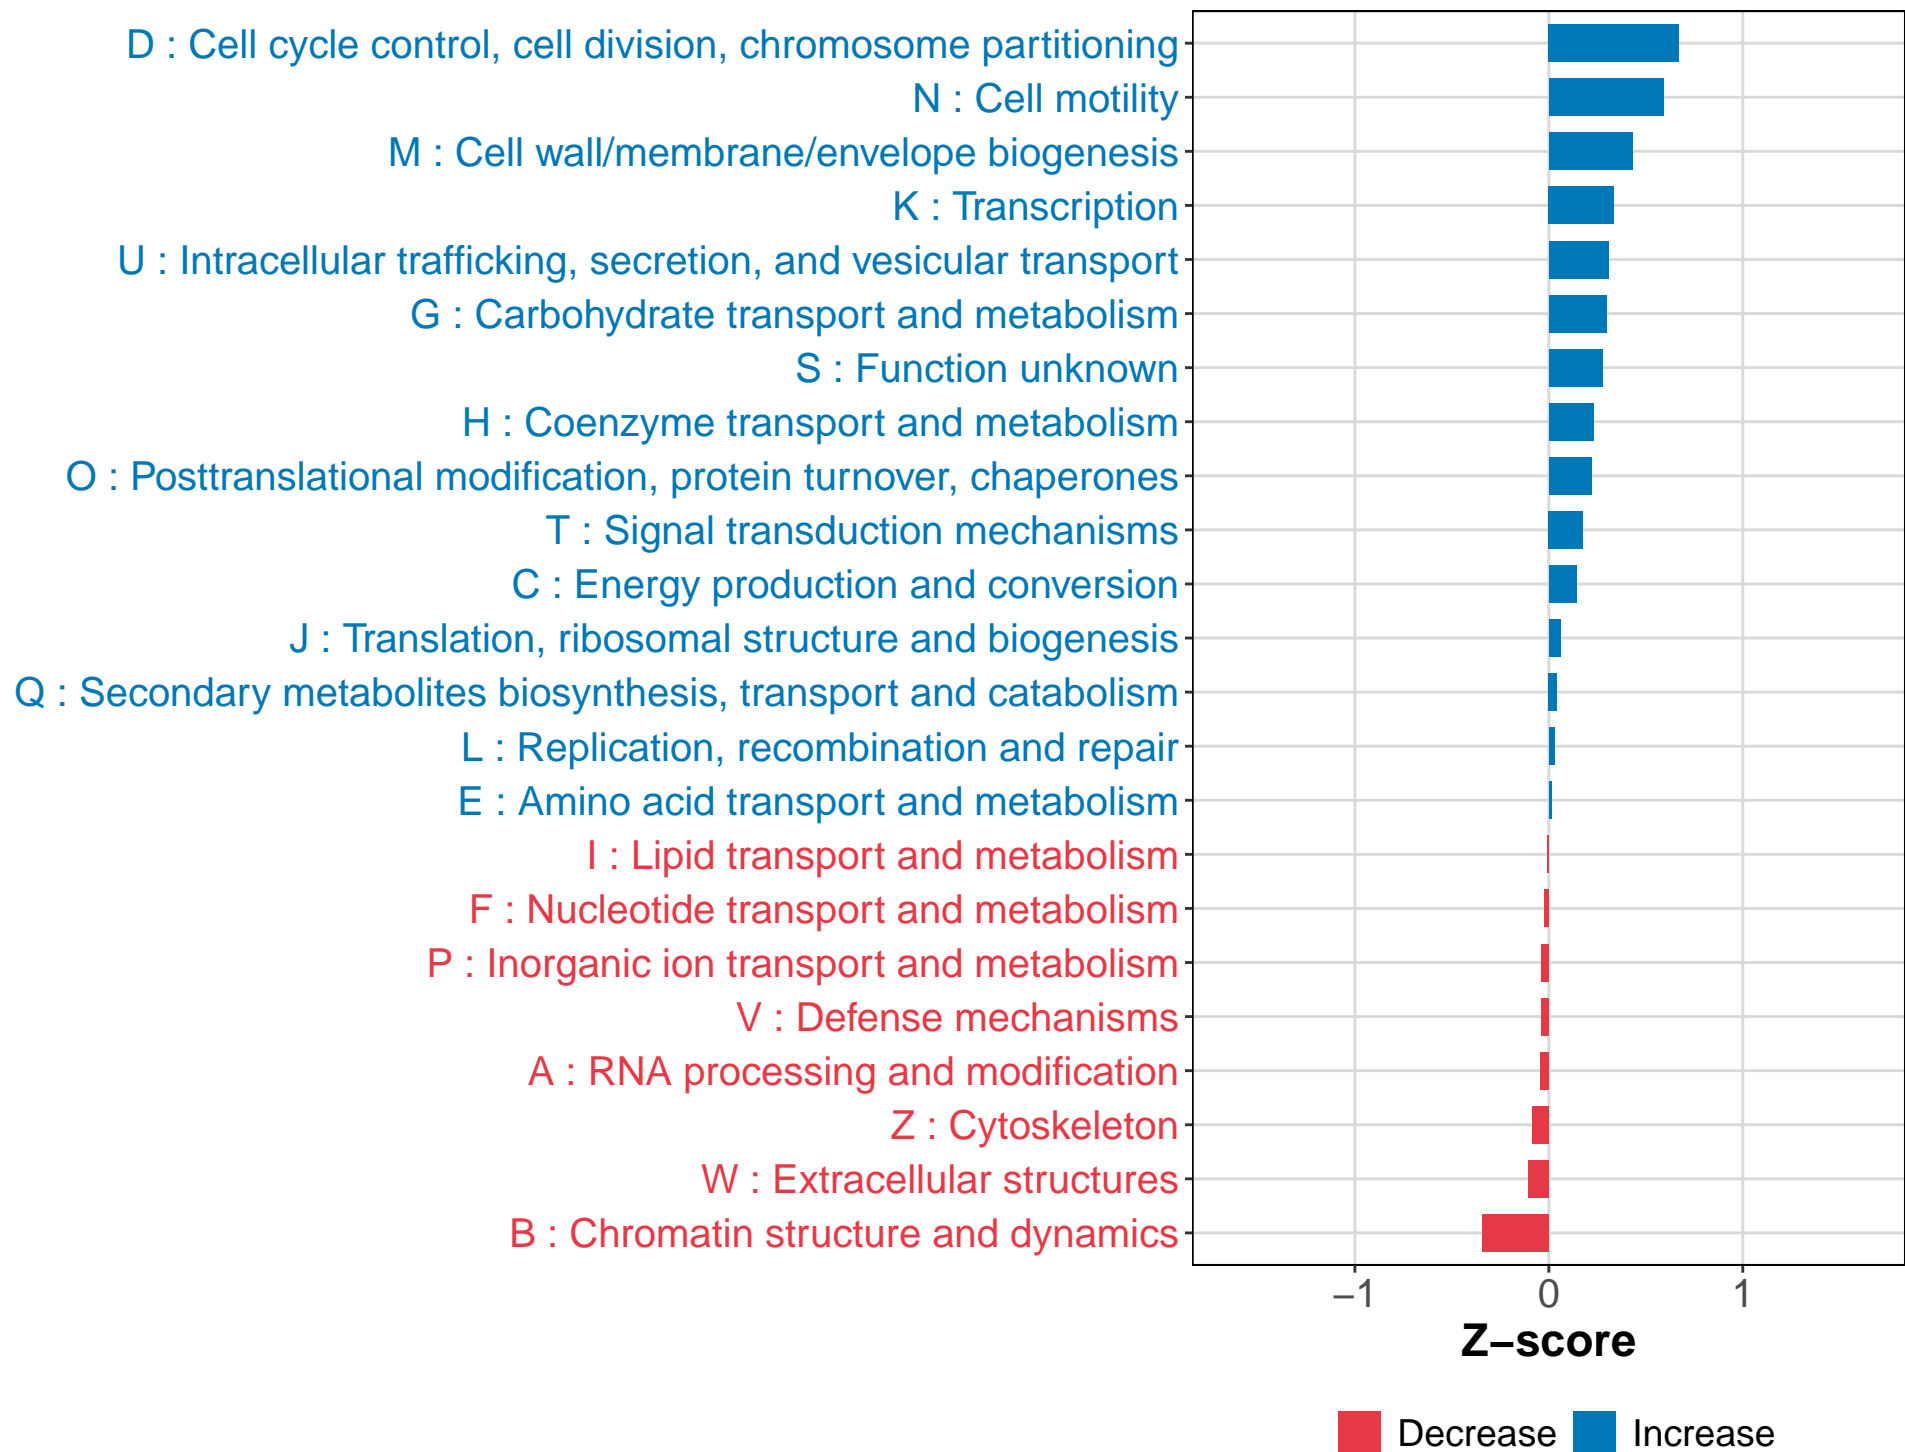 D : Cell cycle control, cell division, chromosome partitioning
N : Cell motility
M : Cell wall/membrane/envelope biogenesis
K : Transcription
U : Intracellular trafficking, secretion, and vesicular transport
G : Carbohydrate transport and metabolism
S : Function unknown
H : Coenzyme transport and metabolism
O : Posttranslational modification, protein turnover, chaperones
T : Signal transduction mechanisms
C : Energy production and conversion
J : Translation, ribosomal structure and biogenesis
Q : Secondary metabolites biosynthesis, transport and catabolism
L : Replication, recombination and repair
E : Amino acid transport and metabolism
I : Lipid transport and metabolism
F : Nucleotide transport and metabolism
P : Inorganic ion transport and metabolism
V : Defense mechanisms
A : RNA processing and modification
Z : Cytoskeleton
W : Extracellular structures
B : Chromatin structure and dynamics
−1 0 1
Z−score
Decrease Increase